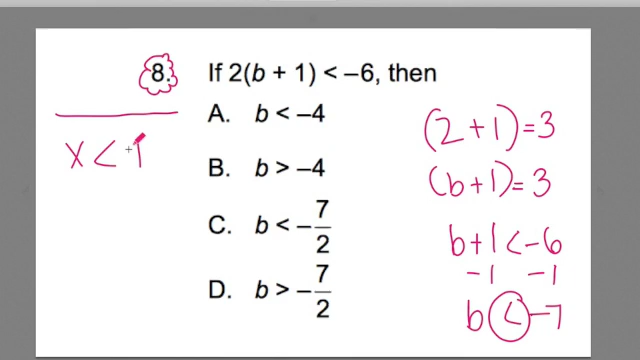 8. If 2(b + 1) < –6, then
A. b < –4
B. b > –4
C. b < –7/2
D. b > –7/2
x < 1
(2 + 1) = 3
(b + 1) = 3
b + 1 < -6
-1 -1
b < -7